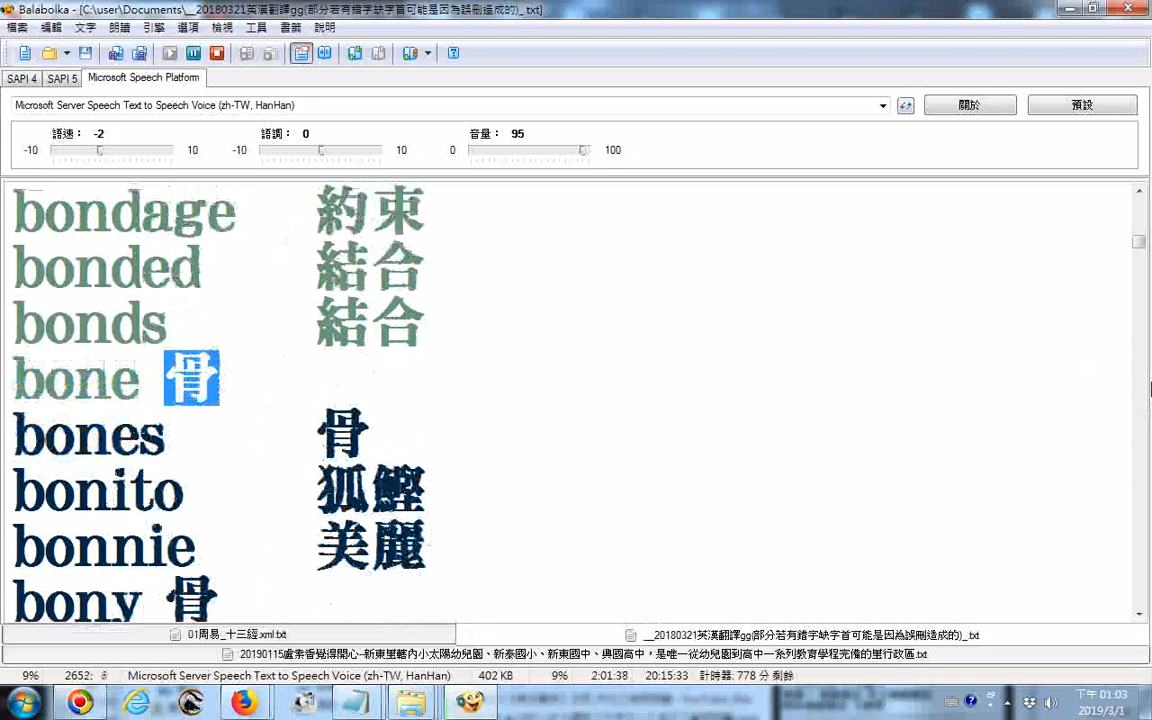 Balabolka - [C:\user\Documents\__20180321英漢翻譯gg(部分若有錯字缺字首可能是因為誤刪造成的)_.txt]
檔案 編輯 文字 朗讀 引擎 選項 檢視 工具 書籤 說明
SAPI 4 SAPI 5 Microsoft Speech Platform
Microsoft Server Speech Text to Speech Voice (zh-TW, HanHan) 關於 預設
語速： -2 語調： 0 音量： 95
-10 10 -10 10 0 100
bondage 約束
bonded 結合
bonds 結合
bone 骨
bones 骨
bonito 狐鰹
bonnie 美麗
bony 骨
01周易_十三經.xml.txt __20180321英漢翻譯gg(部分若有錯字缺字首可能是因為誤刪造成的)_.txt
20190115盧素香覺得開心--新東里轄內小太陽幼兒園、新泰國小、新東國中、興國高中，是唯一從幼兒園到高中一系列教育學程完備的里行政區.txt
9% 2652: Microsoft Server Speech Text to Speech Voice (zh-TW, HanHan) 402 KB 9% 2:01:38 20:15:33 計時器: 778 分 剩餘
下午 01:03
2019/3/1